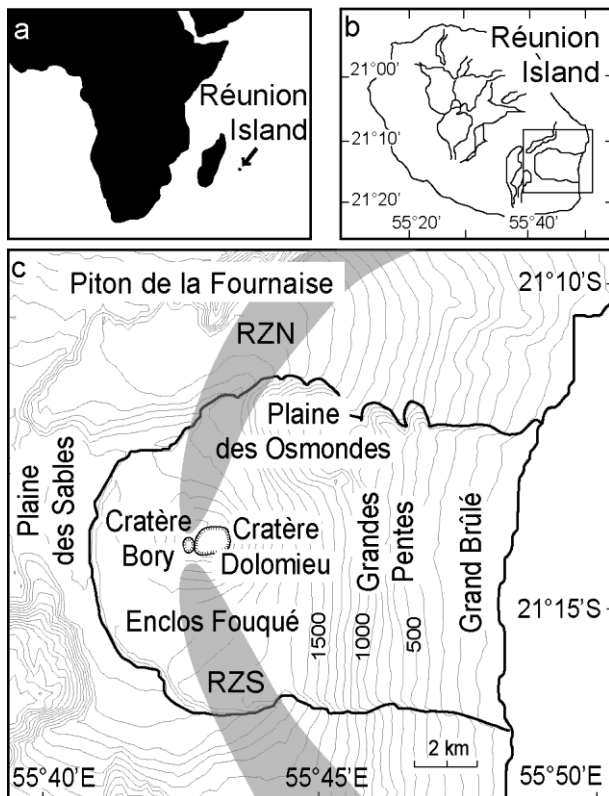 a
Réunion
Island
b
Réunion
Island
21°00'
21°10'
21°20'
55°20'
55°40'
c
Piton de la Fournaise
21°10'S
RZN
Plaine
des Osmondes
Plaine
des Sables
Cratère
Bory
Cratère
Dolomieu
Grandes
Pentes
Grand Brûlé
Enclos Fouqué
1500
1000
500
21°15'S
RZS
2 km
55°40'E
55°45'E
55°50'E